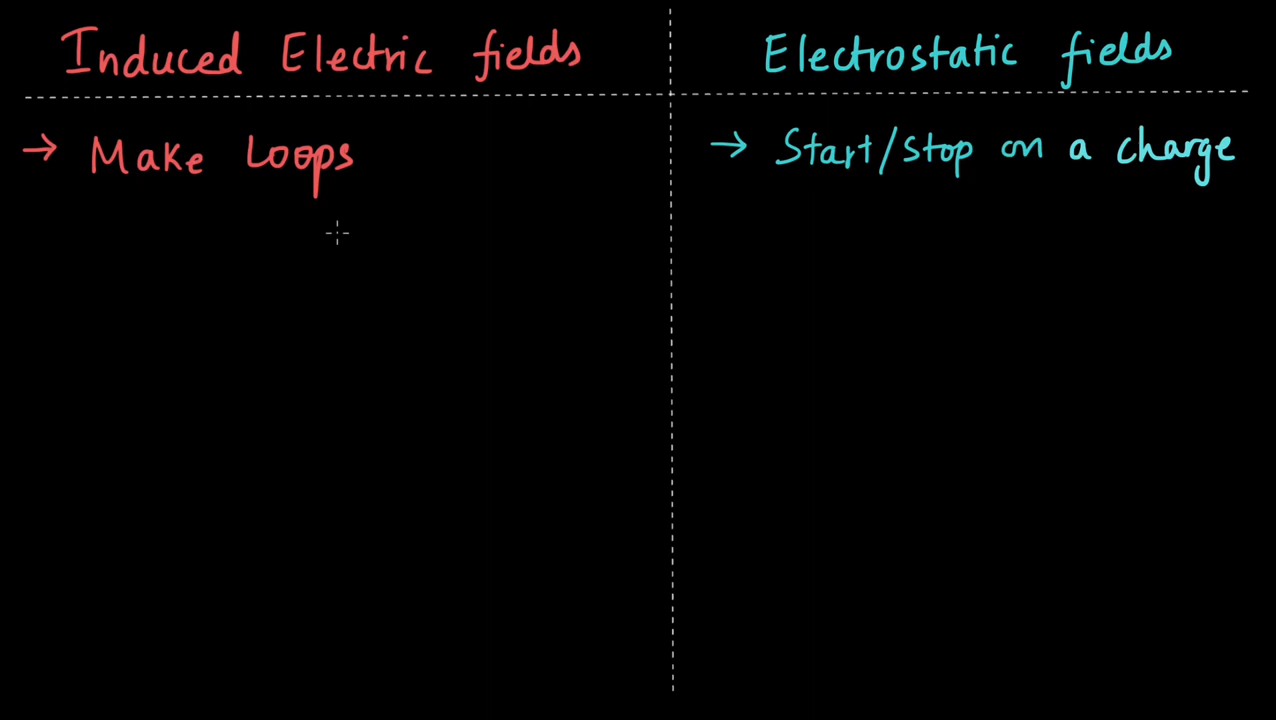 Induced Electric fields
Electrostatic fields
→ Make Loops
→ Start/Stop on a charge